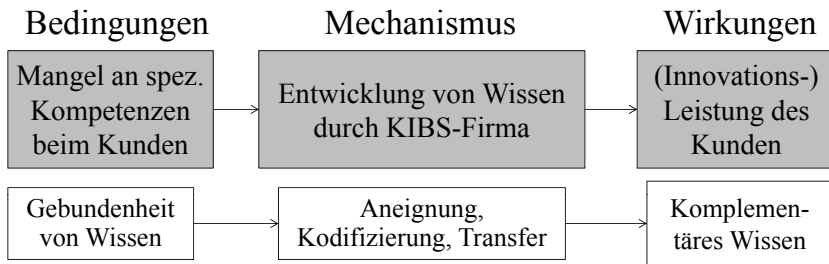 Bedingungen
Mechanismus
Wirkungen
Mangel an spez.
Kompetenzen
beim Kunden
Entwicklung von Wissen
durch KIBS-Firma
(Innovations-)
Leistung des
Kunden
Gebundenheit
von Wissen
Aneignung,
Kodifizierung, Transfer
Komplemen-
täres Wissen